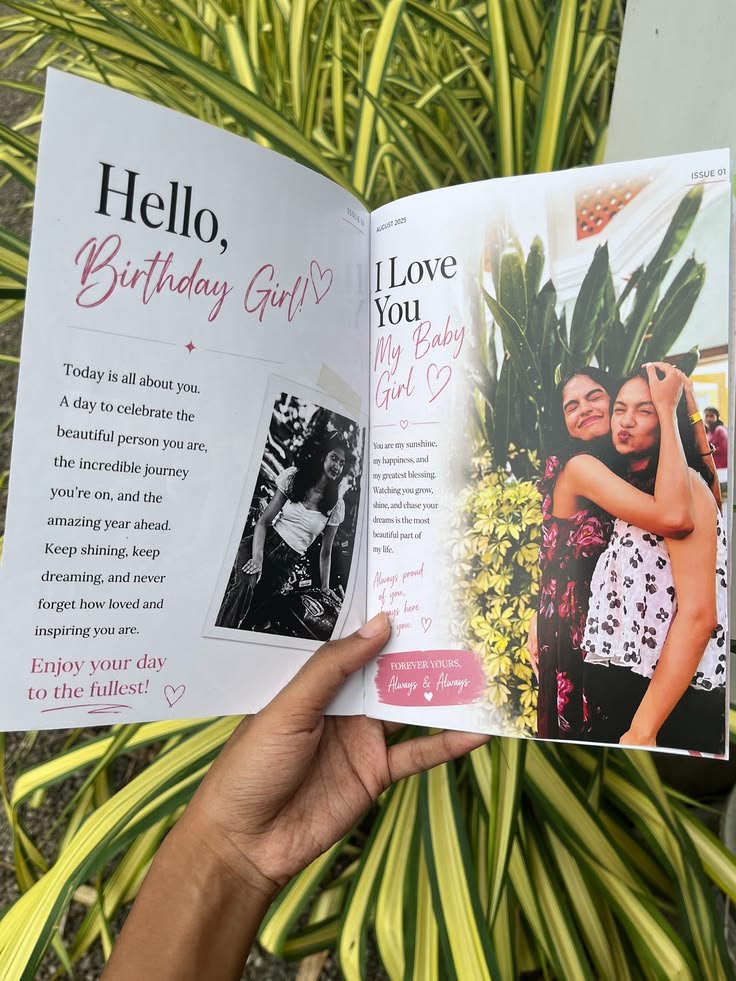 Hello,
Birthday Girl!
Today is all about you.
A day to celebrate the
beautiful person you are,
the incredible journey
you're on, and the
amazing year ahead.
Keep shining, keep
dreaming, and never
forget how loved and
inspiring you are.
Enjoy your day
to the fullest!
ISSUE
AUGUST 2025
ISSUE 01
I Love
You
My Baby
Girl
You are my sunshine,
my happiness, and
my greatest blessing.
Watching you grow,
shine, and chase your
dreams is the most
beautiful part of
my life.
Always proud
of you,
here
you.
FOREVER YOURS,
Always & Always